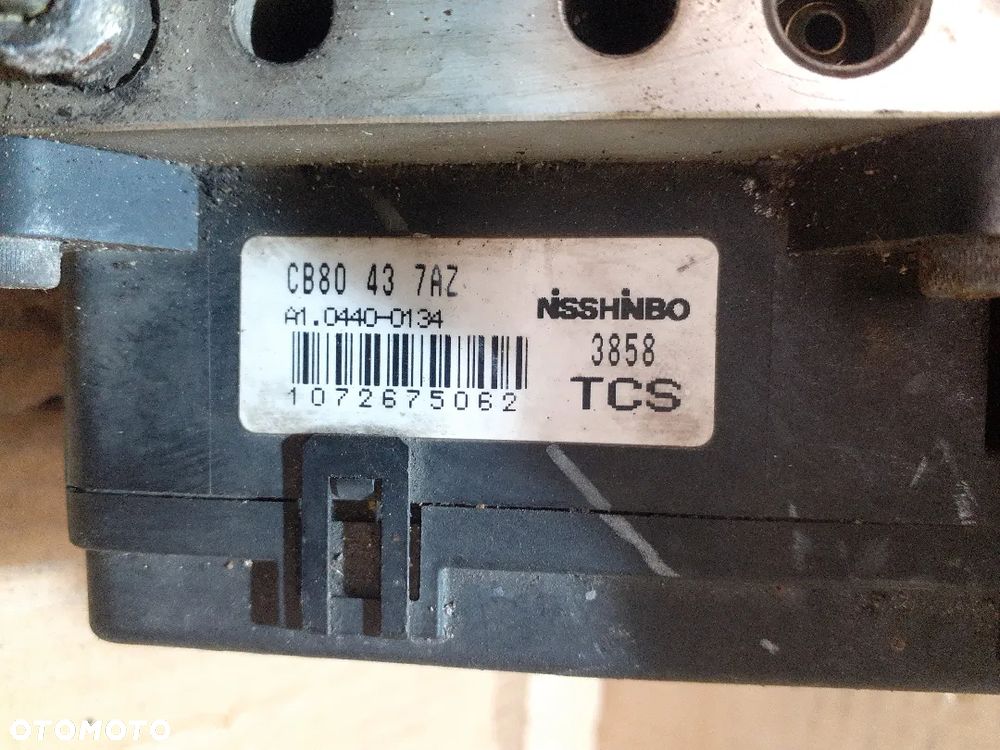 CB80 43 7AZ
A1.0440-0134
1072675062
NiSSHiNBO
3858
TCS
OTOMOTO